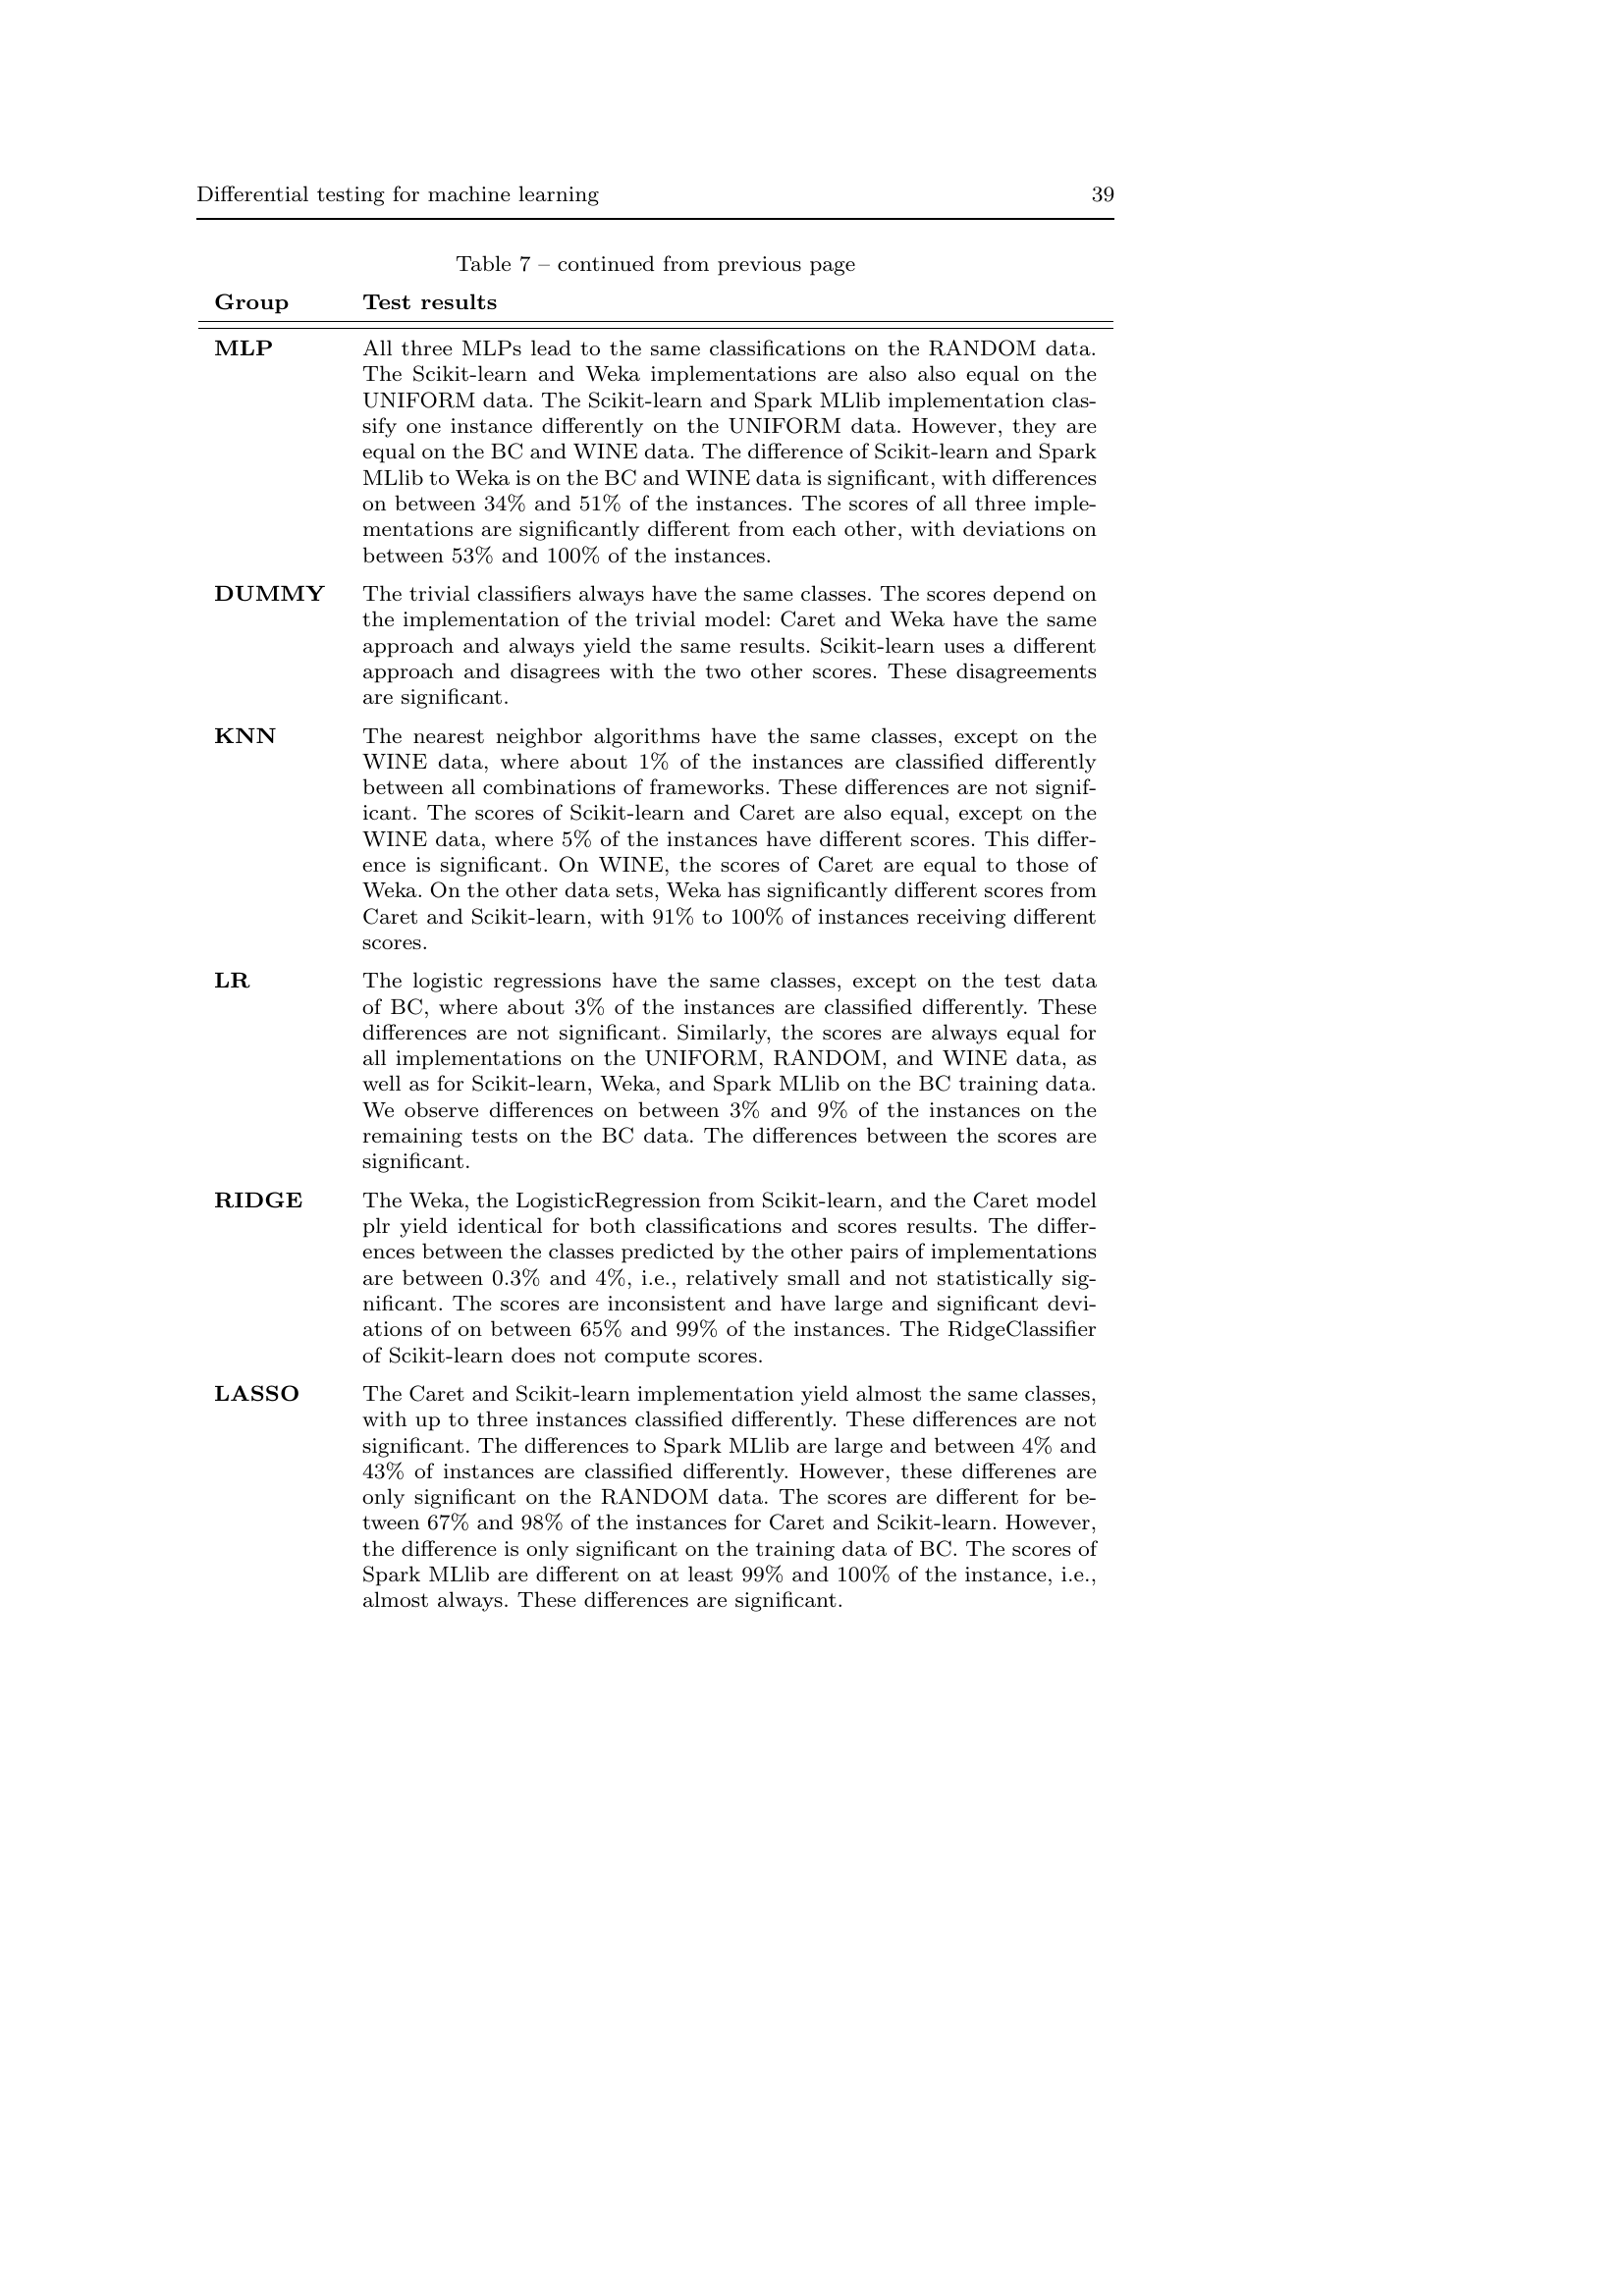 Differential testing for machine learning 39
Table 7 – continued from previous page
Group Test results
MLP All three MLPs lead to the same classifications on the RANDOM data.
The Scikit-learn and Weka implementations are also also equal on the
UNIFORM data. The Scikit-learn and Spark MLlib implementation clas-
sify one instance differently on the UNIFORM data. However, they are
equal on the BC and WINE data. The difference of Scikit-learn and Spark
MLlib to Weka is on the BC and WINE data is significant, with differences
on between 34% and 51% of the instances. The scores of all three imple-
mentations are significantly different from each other, with deviations on
between 53% and 100% of the instances.
DUMMY The trivial classifiers always have the same classes. The scores depend on
the implementation of the trivial model: Caret and Weka have the same
approach and always yield the same results. Scikit-learn uses a different
approach and disagrees with the two other scores. These disagreements
are significant.
KNN The nearest neighbor algorithms have the same classes, except on the
WINE data, where about 1% of the instances are classified differently
between all combinations of frameworks. These differences are not signif-
icant. The scores of Scikit-learn and Caret are also equal, except on the
WINE data, where 5% of the instances have different scores. This differ-
ence is significant. On WINE, the scores of Caret are equal to those of
Weka. On the other data sets, Weka has significantly different scores from
Caret and Scikit-learn, with 91% to 100% of instances receiving different
scores.
LR The logistic regressions have the same classes, except on the test data
of BC, where about 3% of the instances are classified differently. These
differences are not significant. Similarly, the scores are always equal for
all implementations on the UNIFORM, RANDOM, and WINE data, as
well as for Scikit-learn, Weka, and Spark MLlib on the BC training data.
We observe differences on between 3% and 9% of the instances on the
remaining tests on the BC data. The differences between the scores are
significant.
RIDGE The Weka, the LogisticRegression from Scikit-learn, and the Caret model
plr yield identical for both classifications and scores results. The differ-
ences between the classes predicted by the other pairs of implementations
are between 0.3% and 4%, i.e., relatively small and not statistically sig-
nificant. The scores are inconsistent and have large and significant devi-
ations of on between 65% and 99% of the instances. The RidgeClassifier
of Scikit-learn does not compute scores.
LASSO The Caret and Scikit-learn implementation yield almost the same classes,
with up to three instances classified differently. These differences are not
significant. The differences to Spark MLlib are large and between 4% and
43% of instances are classified differently. However, these differenes are
only significant on the RANDOM data. The scores are different for be-
tween 67% and 98% of the instances for Caret and Scikit-learn. However,
the difference is only significant on the training data of BC. The scores of
Spark MLlib are different on at least 99% and 100% of the instance, i.e.,
almost always. These differences are significant.